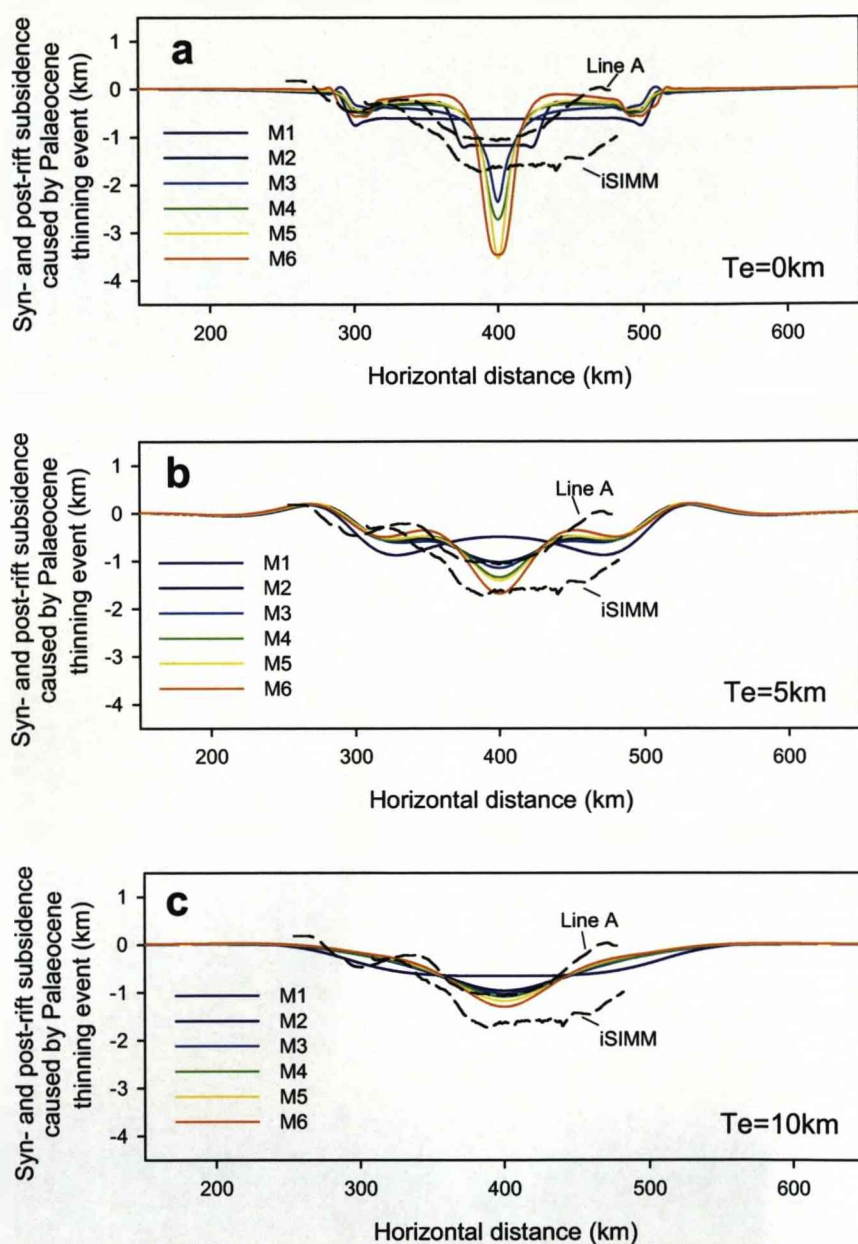 Syn- and post-rift subsidence
caused by Palaeocene
thinning event (km)
a
1
0
-1
-2
-3
-4
M1
M2
M3
M4
M5
M6
Line A
iSIMM
Te=0km
200
300
400
500
600
Horizontal distance (km)
Syn- and post-rift subsidence
caused by Palaeocene
thinning event (km)
b
1
0
-1
-2
-3
-4
M1
M2
M3
M4
M5
M6
Line A
iSIMM
Te=5km
200
300
400
500
600
Horizontal distance (km)
Syn- and post-rift subsidence
caused by Palaeocene
thinning event (km)
c
1
0
-1
-2
-3
-4
M1
M2
M3
M4
M5
M6
Line A
iSIMM
Te=10km
200
300
400
500
600
Horizontal distance (km)